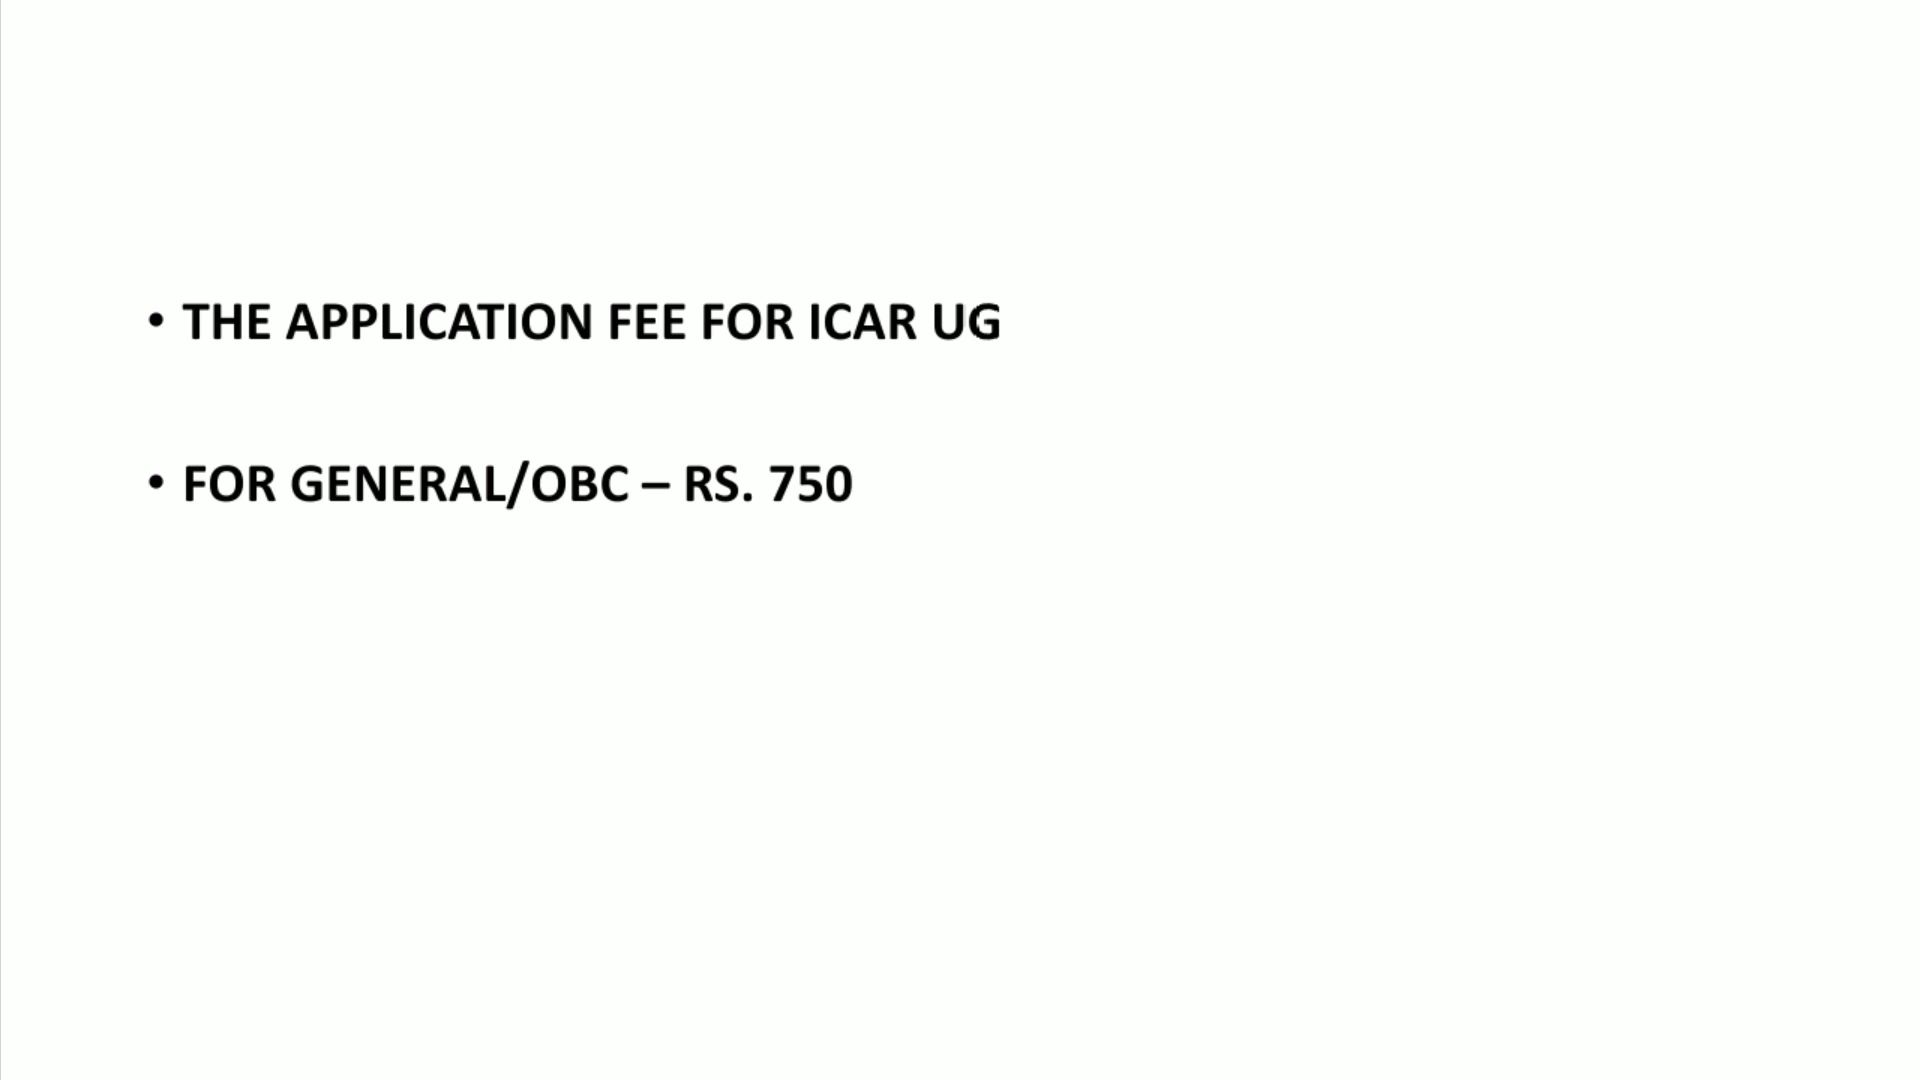 • THE APPLICATION FEE FOR ICAR UG
• FOR GENERAL/OBC – RS. 750